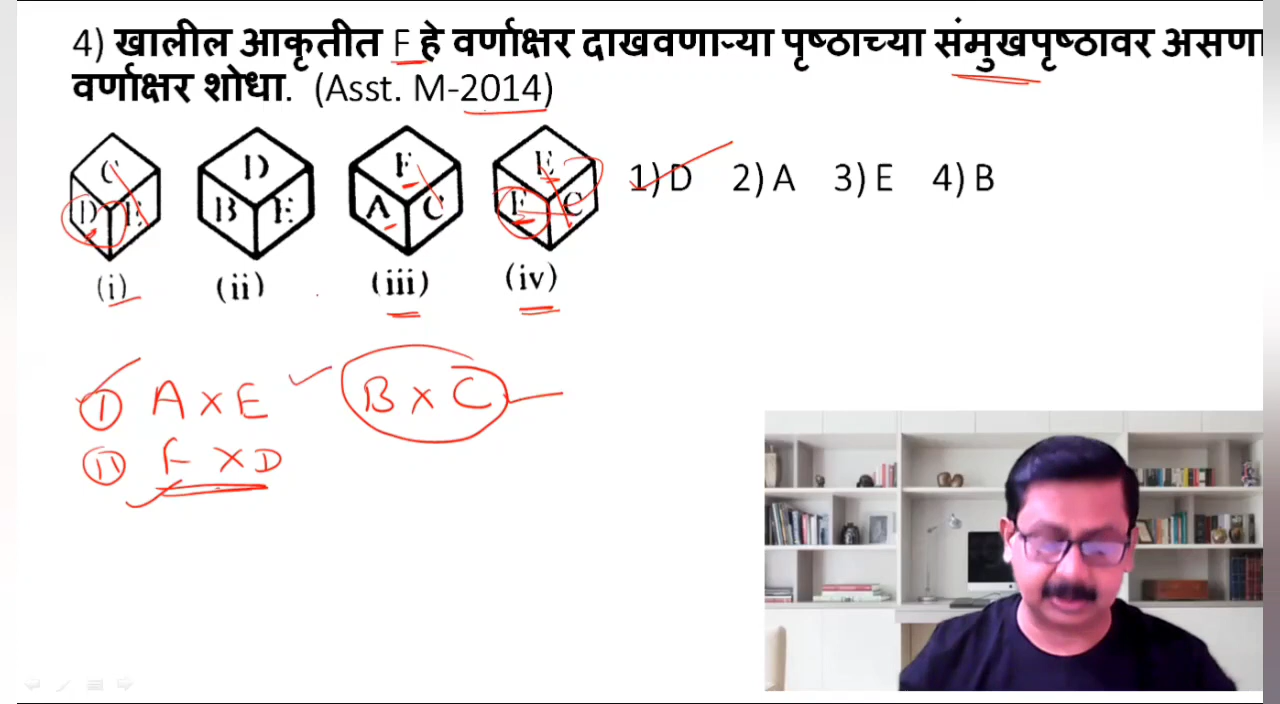 4) खालील आकृतीत F हे वर्णाक्षर दाखवणाऱ्या पृष्ठाच्या संमुखपृष्ठावर असणा
वर्णाक्षर शोधा. (Asst. M-2014)
C D E
D B E
F A C
E F C
1) D 2) A 3) E 4) B
(i) (ii) (iii) (iv)
I A x E B x C
II F x D